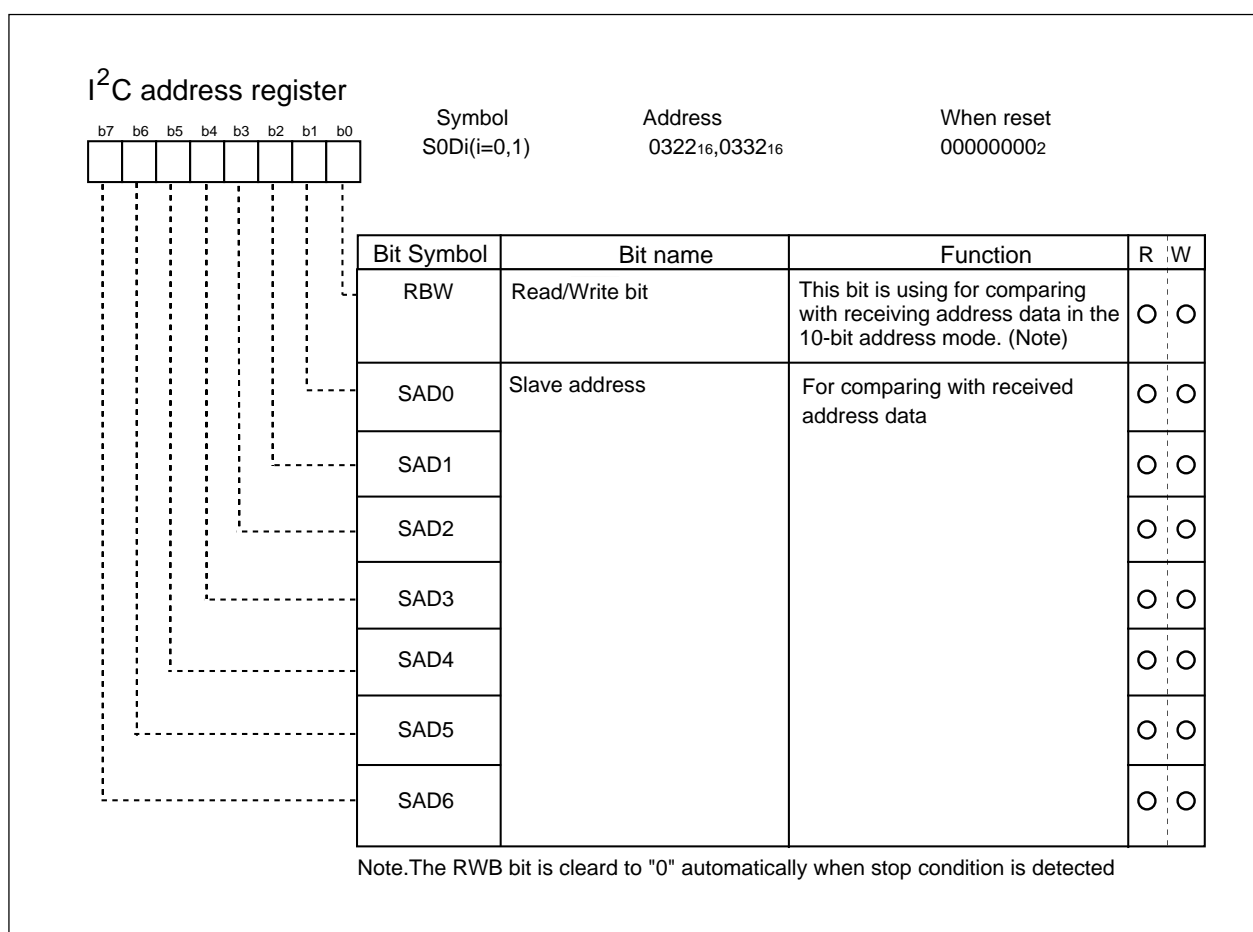 I2C address register
Symbol Address When reset
b7 b6 b5 b4 b3 b2 b1 b0
S0Di(i=0,1) 032216,033216 000000002
Bit Symbol Bit name Function R W
RBW Read/Write bit This bit is using for comparing
with receiving address data in the
10-bit address mode. (Note)
SAD0 Slave address For comparing with received
address data
SAD1
SAD2
SAD3
SAD4
SAD5
SAD6
Note.The RWB bit is cleard to "0" automatically when stop condition is detected